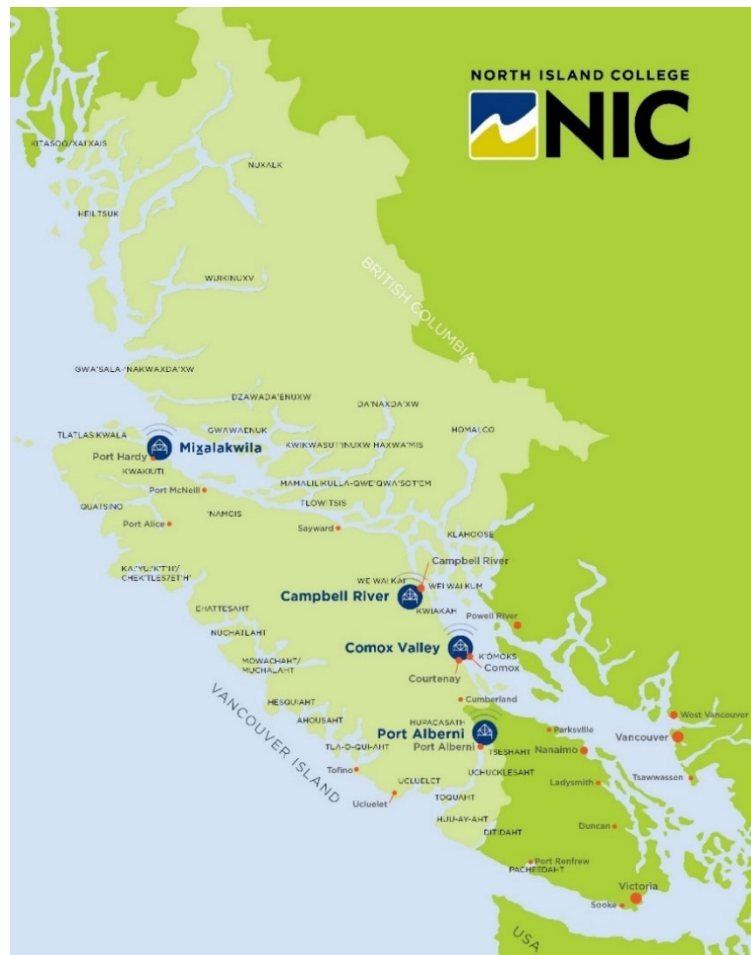 NORTH ISLAND COLLEGE
NIC
KITASOO/XAI'XAIS
NUXALK
HEILTSUK
WUIKINUXV
BRITISH COLUMBIA
GWA'SALA-'NAKWAXDA'XW
DZAWADA'ENUXW
DA'NAXDA'XW
TLATLASIKWALA
GWAWAENUK
HOMALCO
Mix̱alakwila
KWIKWASUT'INUXW HAXWA'MIS
Port Hardy
KWAKIUTL
MAMALILIKULLA-QWE'QWA'SOT'EM
Port McNeill
TLOWITSIS
QUATSINO
'NAMGIS
Port Alice
Sayward
KLAHOOSE
Campbell River
WE WAI KAI
WEI WAI KUM
Campbell River
KWIAKAH
EHATTESAHT
Powell River
NUCHATLAHT
Comox Valley
K'OMOKS
Comox
MOWACHAHT/
MUCHALAHT
Courtenay
HESQUIAHT
Cumberland
VANCOUVER ISLAND
AHOUSAHT
HUPACASATH
West Vancouver
Port Alberni
Parksville
Vancouver
TLA-O-QUI-AHT
Port Alberni
TSESHAHT
Nanaimo
Tofino
UCHUCKLESAHT
Tsawwassen
UCLUELET
Ladysmith
Ucluelet
TOQUAHT
HUU-AY-AHT
Duncan
DITIDAHT
Port Renfrew
PACHEEDAHT
Victoria
Sooke
USA